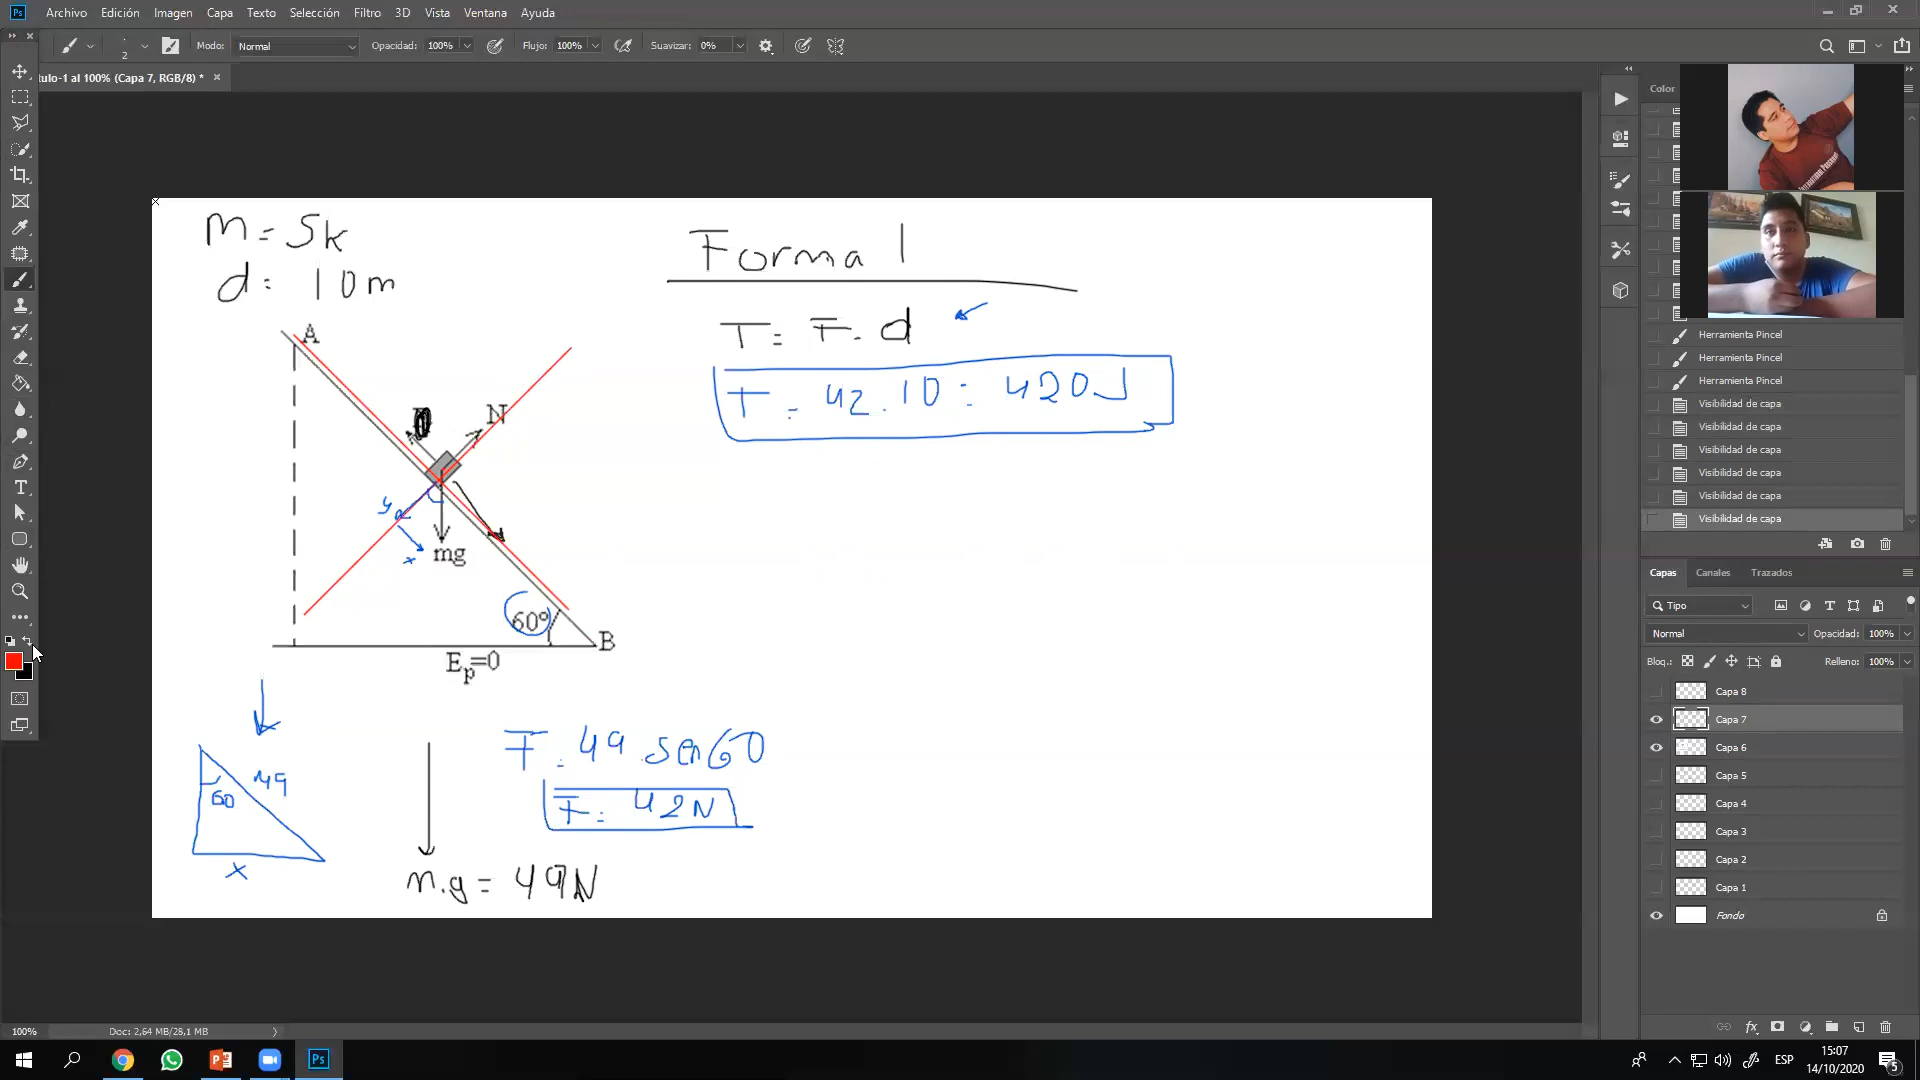 Archivo Edición Imagen Capa Texto Selección Filtro 3D Vista Ventana Ayuda
2 Modo: Normal Opacidad: 100% Flujo: 100% Suavizar: 0%
tulo-1 al 100% (Capa 7, RGB/8) *
Color
m = 5k
d = 10m
Forma 1
T = F. d
T = 42.10 = 420J
A
N
y
x
mg
60º
B
Ep=0
60
49
x
F = 49.sen60
F = 42N
m.g = 49N
Herramienta Pincel
Herramienta Pincel
Herramienta Pincel
Visibilidad de capa
Visibilidad de capa
Visibilidad de capa
Visibilidad de capa
Visibilidad de capa
Visibilidad de capa
Capas Canales Trazados
Tipo
Normal Opacidad: 100%
Bloq.: Relleno: 100%
Capa 8
Capa 7
Capa 6
Capa 5
Capa 4
Capa 3
Capa 2
Capa 1
Fondo
100% Doc: 2,64 MB/28,1 MB
ESP 15:07
14/10/2020
5